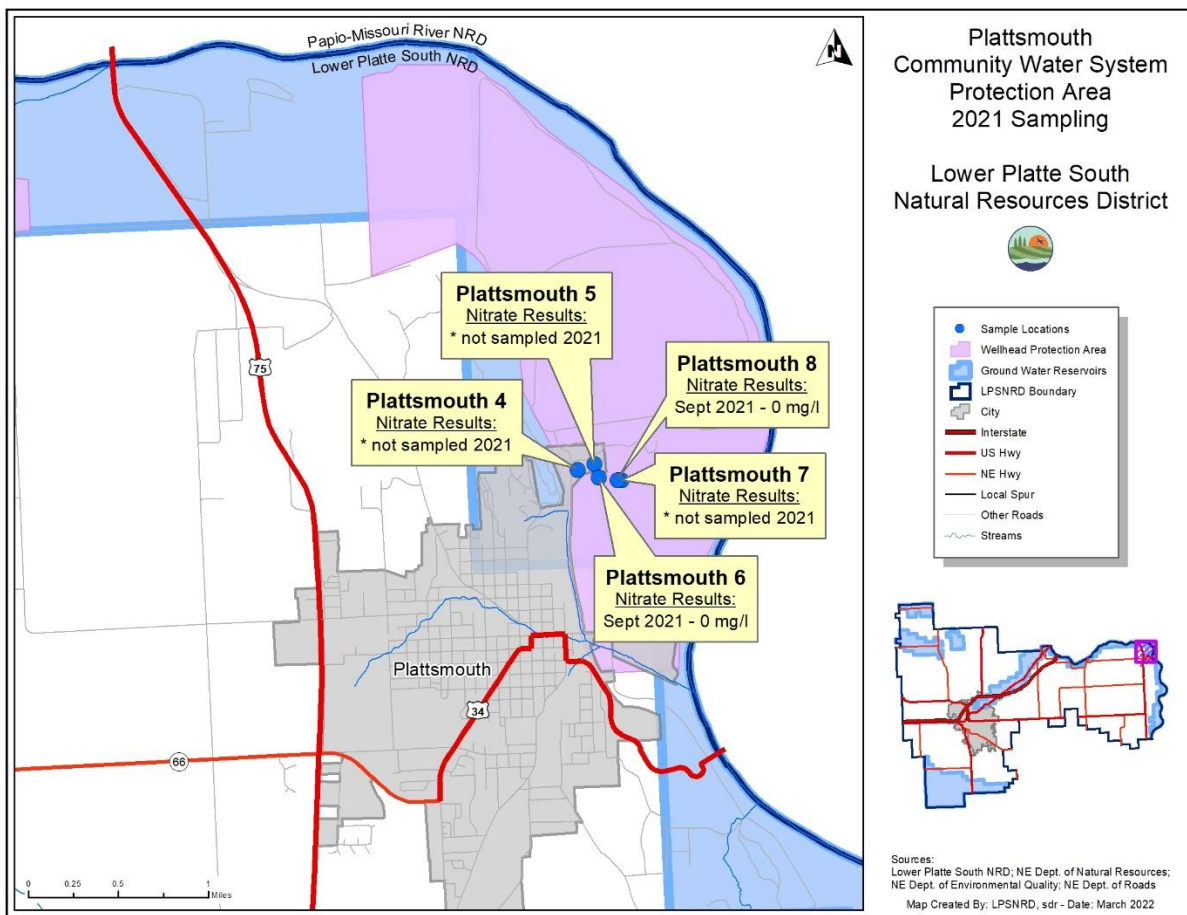 Papio-Missouri River NRD
Lower Platte South NRD
75
Plattsmouth 5
Nitrate Results:
* not sampled 2021
Plattsmouth 8
Nitrate Results:
Sept 2021 - 0 mg/l
Plattsmouth 4
Nitrate Results:
* not sampled 2021
Plattsmouth 7
Nitrate Results:
* not sampled 2021
Plattsmouth 6
Nitrate Results:
Sept 2021 - 0 mg/l
Plattsmouth
34
66
0 0.25 0.5 1
Miles
Plattsmouth
Community Water System
Protection Area
2021 Sampling
Lower Platte South
Natural Resources District
Sample Locations
Wellhead Protection Area
Ground Water Reservoirs
LPSNRD Boundary
City
Interstate
US Hwy
NE Hwy
Local Spur
Other Roads
Streams
Sources:
Lower Platte South NRD; NE Dept. of Natural Resources;
NE Dept. of Environmental Quality; NE Dept. of Roads
Map Created By: LPSNRD, sdr - Date: March 2022